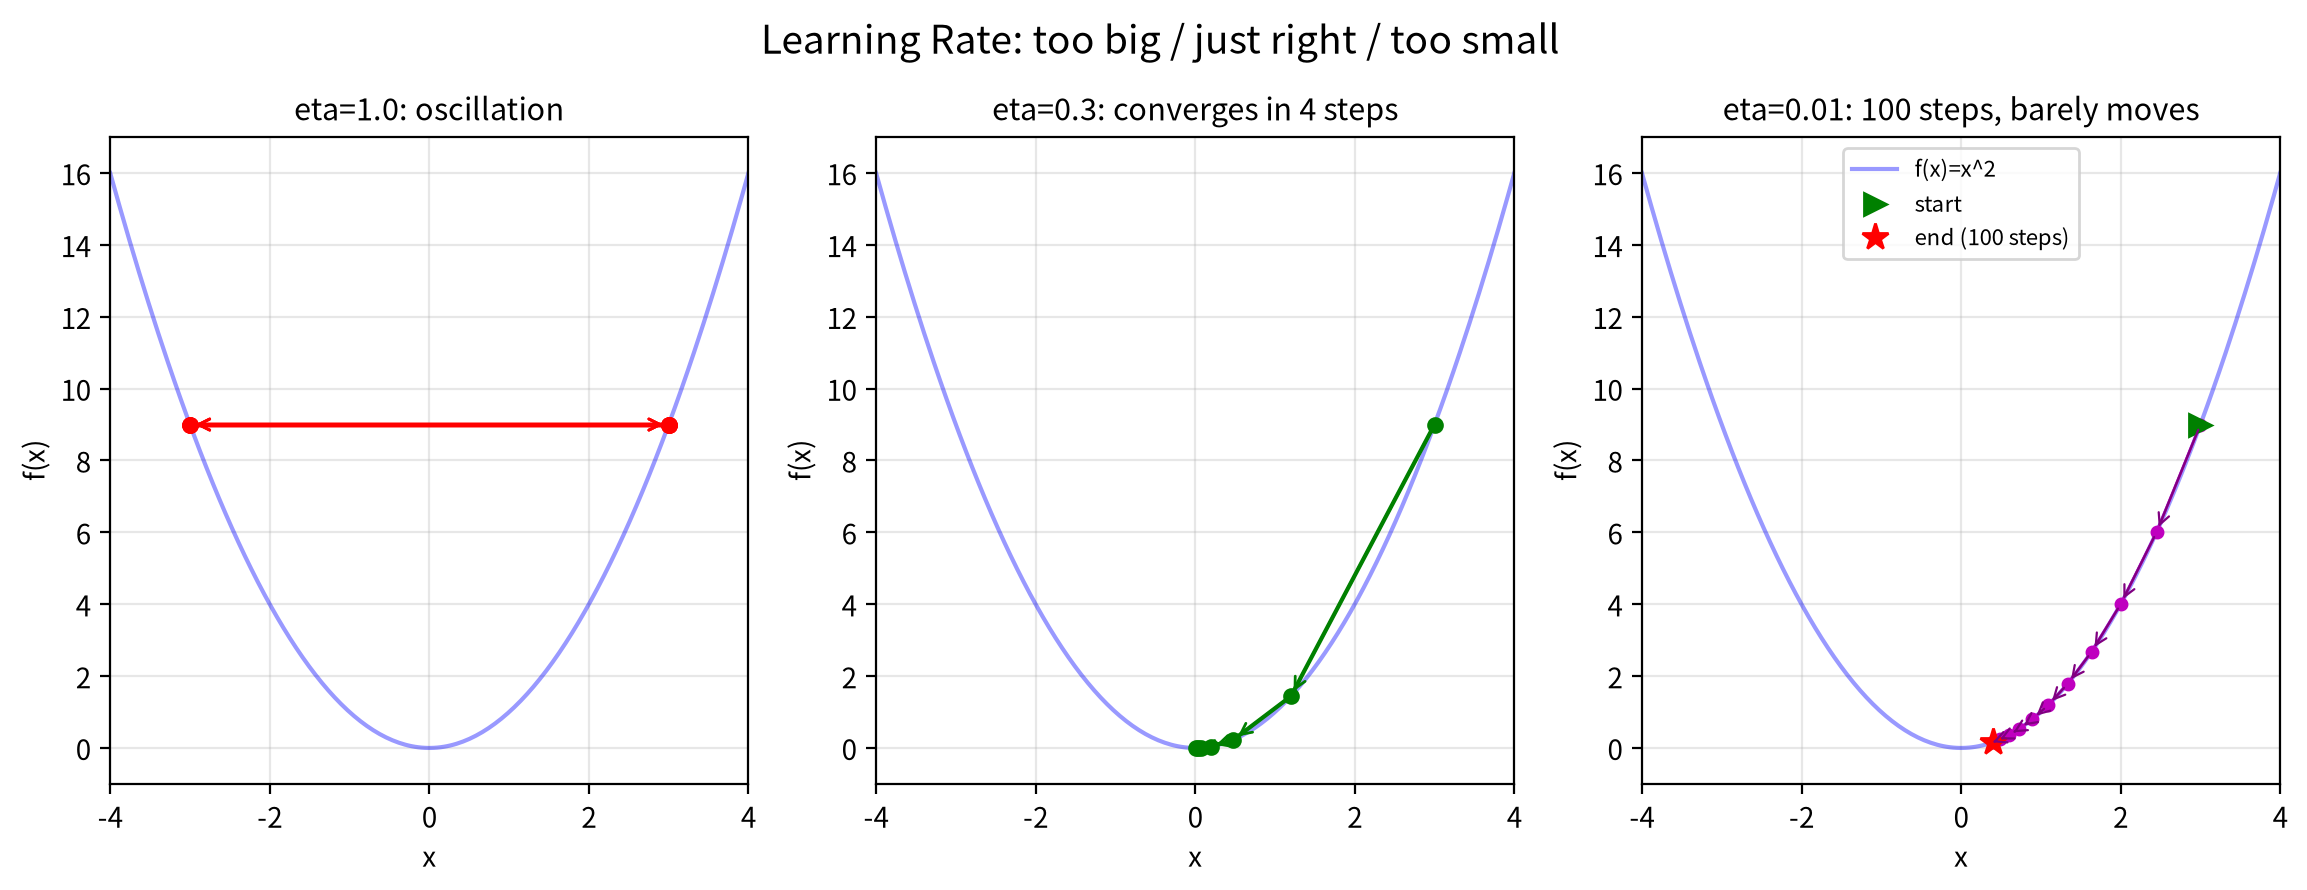 Learning Rate: too big / just right / too small
eta=1.0: oscillation
16
14
12
10
8
6
4
2
0
f(x)
-4 -2 0 2 4
x
eta=0.3: converges in 4 steps
16
14
12
10
8
6
4
2
0
f(x)
-4 -2 0 2 4
x
eta=0.01: 100 steps, barely moves
f(x)=x^2
start
end (100 steps)
16
14
12
10
8
6
4
2
0
f(x)
-4 -2 0 2 4
x